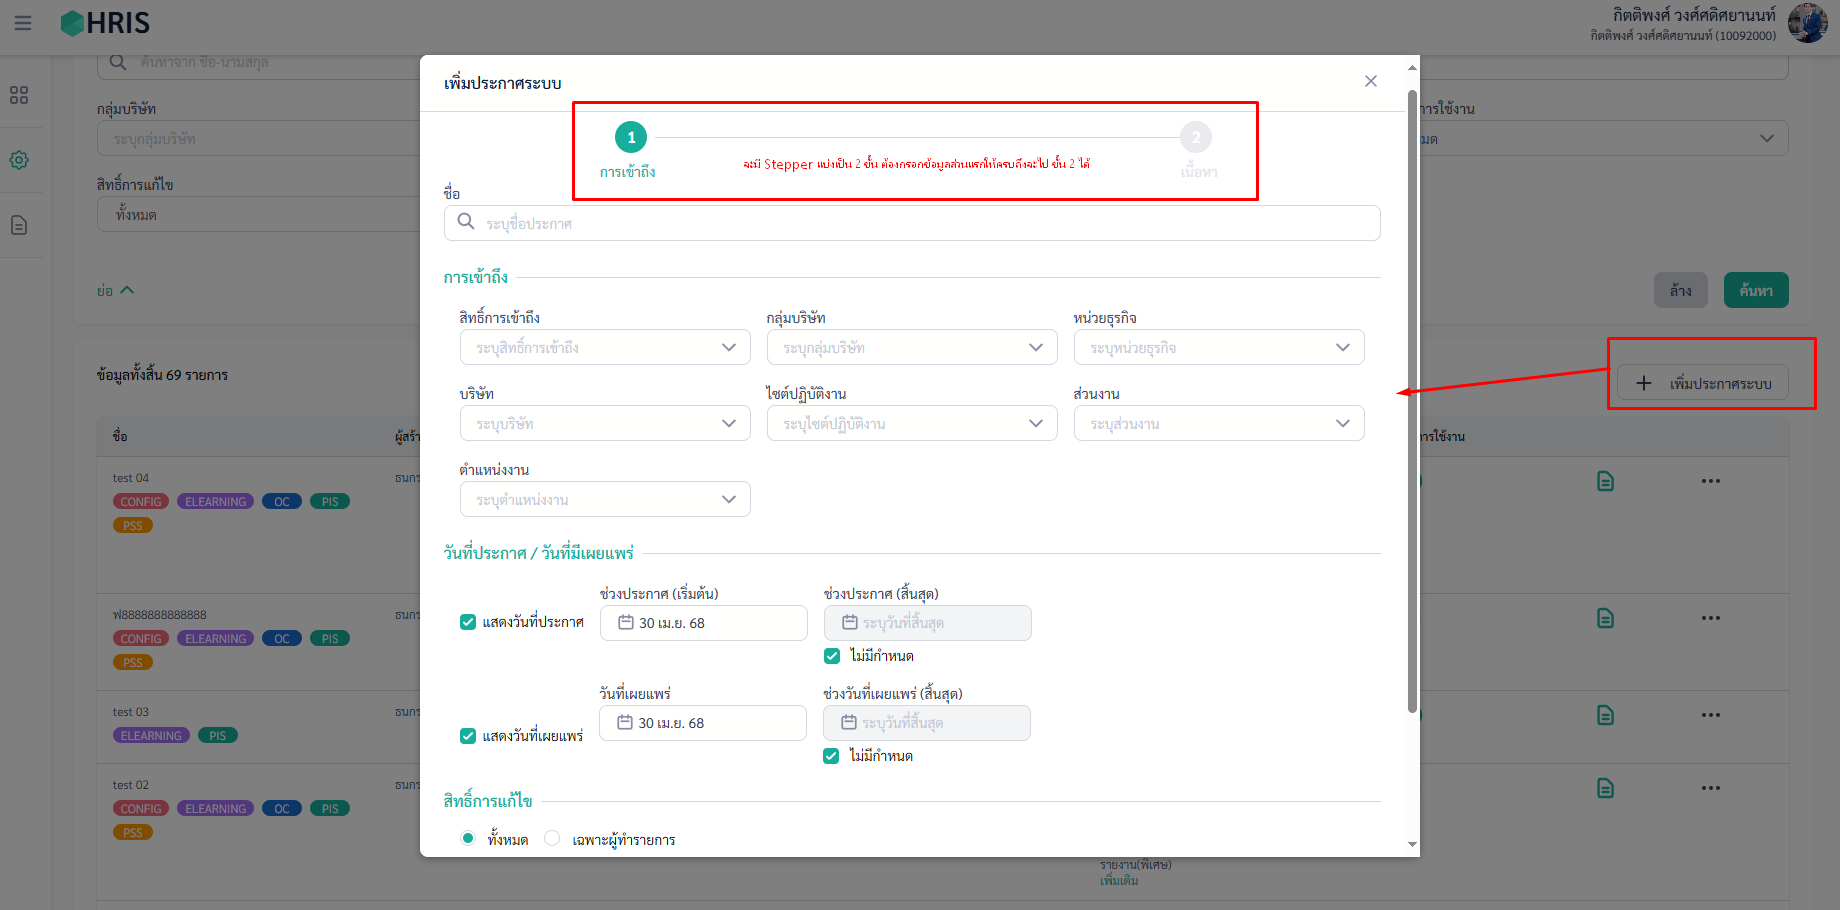 HRIS
กิตติพงศ์ วงศ์ศดิศยานนท์
กิตติพงศ์ วงศ์ศดิศยานนท์ (10092000)
ค้นหาจาก ชื่อ-นามสกุล
กลุ่มบริษัท
ระบุกลุ่มบริษัท
สิทธิ์การแก้ไข
ทั้งหมด
ย่อ
การใช้งาน
ล้าง
ค้นหา
ข้อมูลทั้งสิ้น 69 รายการ
เพิ่มประกาศระบบ
ชื่อ
การใช้งาน
test 04
CONFIG ELEARNING OC PIS
PSS
ฟ8888888888888
CONFIG ELEARNING OC PIS
PSS
test 03
ELEARNING PIS
test 02
CONFIG ELEARNING OC PIS
PSS
รายงาน(พิเศษ)
เพิ่มเติม
เพิ่มประกาศระบบ
1
2
การเข้าถึง
จะมี Stepper แบ่งเป็น 2 ขั้น ต้องกรอกข้อมูลส่วนแรกให้ครบถึงจะไป ขั้น 2 ได้
เนื้อหา
ชื่อ
ระบุชื่อประกาศ
การเข้าถึง
สิทธิ์การเข้าถึง กลุ่มบริษัท หน่วยธุรกิจ
ระบุสิทธิ์การเข้าถึง ระบุกลุ่มบริษัท ระบุหน่วยธุรกิจ
บริษัท ไซต์ปฏิบัติงาน ส่วนงาน
ระบุบริษัท ระบุไซต์ปฏิบัติงาน ระบุส่วนงาน
ตำแหน่งงาน
ระบุตำแหน่งงาน
วันที่ประกาศ / วันที่มีเผยแพร่
ช่วงประกาศ (เริ่มต้น) ช่วงประกาศ (สิ้นสุด)
แสดงวันที่ประกาศ 30 เม.ย. 68 ระบุวันที่สิ้นสุด
ไม่มีกำหนด
วันที่เผยแพร่ ช่วงวันที่เผยแพร่ (สิ้นสุด)
30 เม.ย. 68 ระบุวันที่สิ้นสุด
แสดงวันที่เผยแพร่
ไม่มีกำหนด
สิทธิ์การแก้ไข
ทั้งหมด เฉพาะผู้ทำรายการ